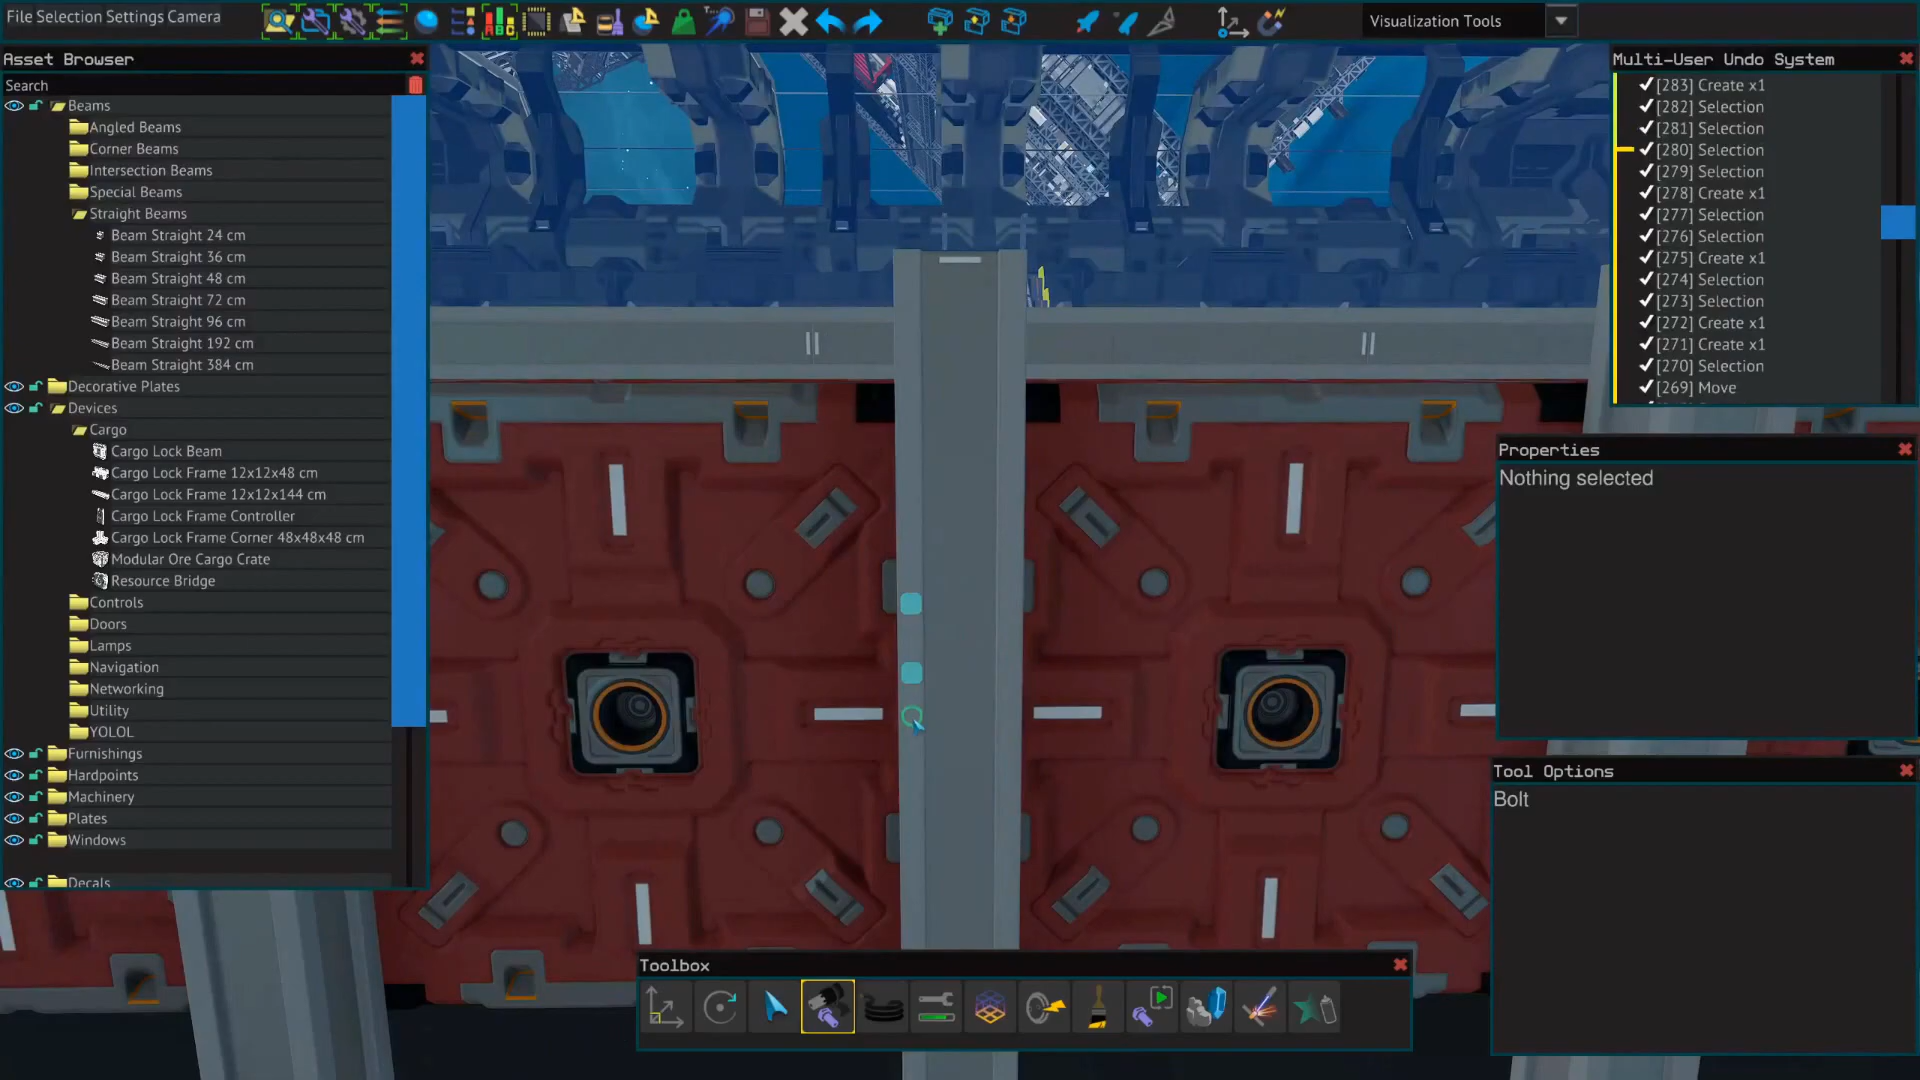 File Selection Settings Camera
Visualization Tools
Asset Browser
Search
Beams
Angled Beams
Corner Beams
Intersection Beams
Special Beams
Straight Beams
Beam Straight 24 cm
Beam Straight 36 cm
Beam Straight 48 cm
Beam Straight 72 cm
Beam Straight 96 cm
Beam Straight 192 cm
Beam Straight 384 cm
Decorative Plates
Devices
Cargo
Cargo Lock Beam
Cargo Lock Frame 12x12x48 cm
Cargo Lock Frame 12x12x144 cm
Cargo Lock Frame Controller
Cargo Lock Frame Corner 48x48x48 cm
Modular Ore Cargo Crate
Resource Bridge
Controls
Doors
Lamps
Navigation
Networking
Utility
YOLOL
Furnishings
Hardpoints
Machinery
Plates
Windows
Decals
Multi-User Undo System
[283] Create x1
[282] Selection
[281] Selection
[280] Selection
[279] Selection
[278] Create x1
[277] Selection
[276] Selection
[275] Create x1
[274] Selection
[273] Selection
[272] Create x1
[271] Create x1
[270] Selection
[269] Move
Properties
Nothing selected
Tool Options
Bolt
Toolbox